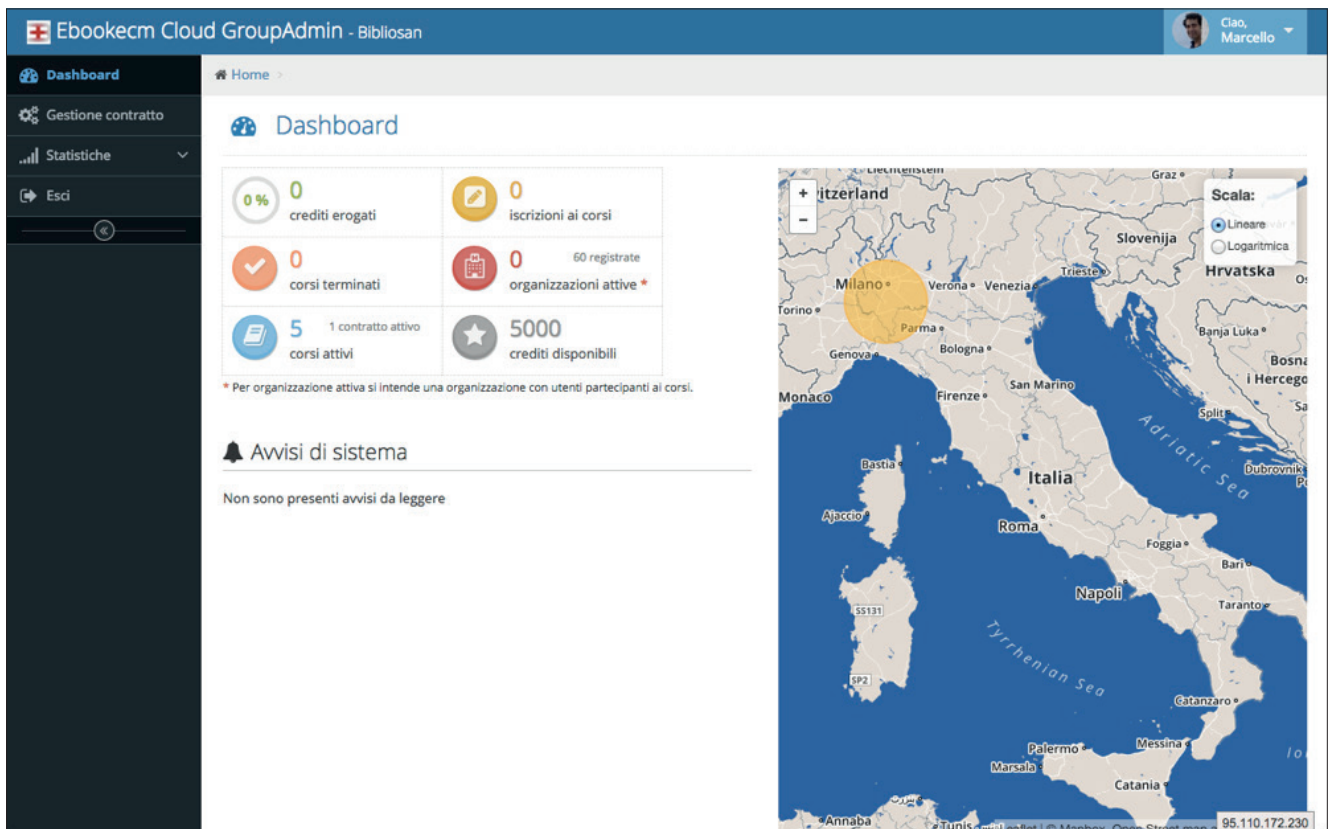 Ebookecm Cloud GroupAdmin - Bibliosan
Ciao,
Marcello
Dashboard
Gestione contratto
Statistiche
Esci
Home
Dashboard
0 %
0
crediti erogati
0
iscrizioni ai corsi
0
corsi terminati
0
60 registrate
organizzazioni attive *
5
1 contratto attivo
corsi attivi
5000
crediti disponibili
* Per organizzazione attiva si intende una organizzazione con utenti partecipanti ai corsi.
Avvisi di sistema
Non sono presenti avvisi da leggere
+
-
Scala:
Lineare
Logaritmica
Liechtenstein
Graz
itzerland
Slovenija
Hrvatska
Trieste
Milano
Verona
Venezia
Torino
Parma
Banja Luka
Genova
Bologna
Bosna
i Hercego
San Marino
Monaco
Firenze
Split
Adriatic Sea
Bastia
Dubrovnik
Italia
Ajaccio
Roma
Foggia
Bari
Napoli
SS131
Taranto
Tyrrhenian Sea
SP2
Catanzaro
Palermo
Messina
Marsala
Catania
Annaba
Tunis
95.110.172.230